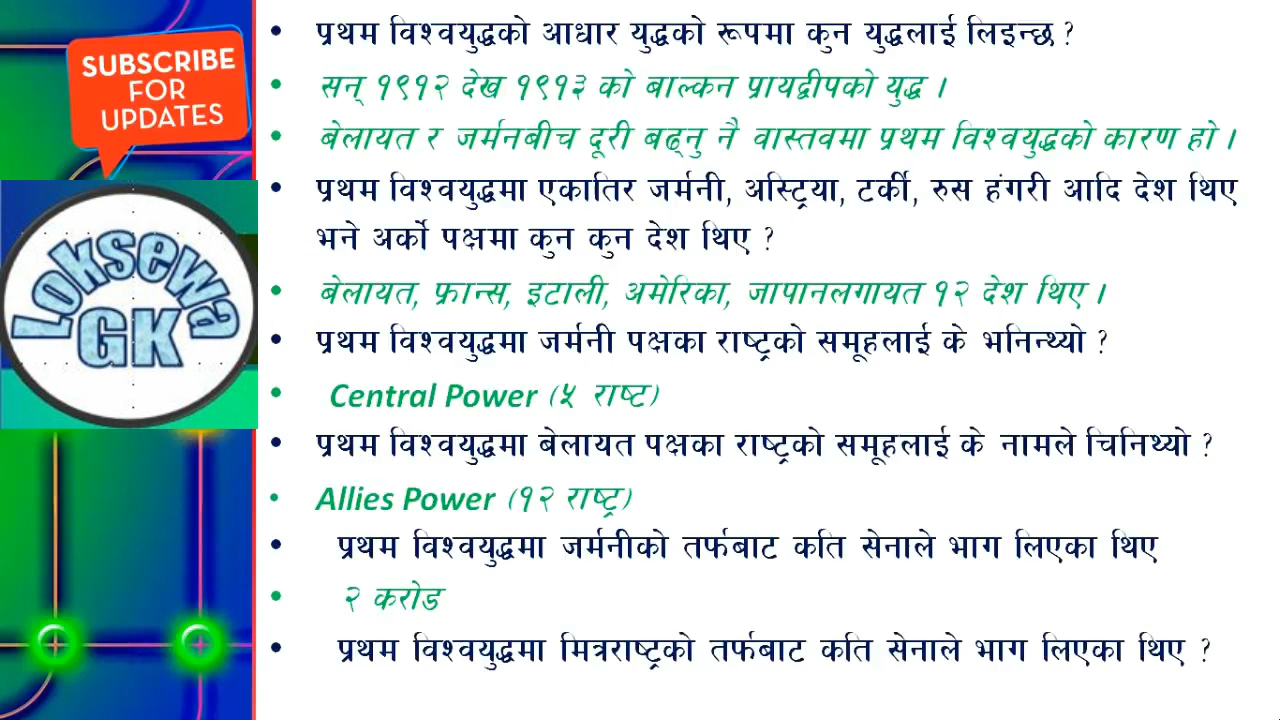 SUBSCRIBE
FOR
UPDATES
Loksewa
GK
• प्रथम विश्वयुद्धको आधार युद्धको रूपमा कुन युद्धलाई लिइन्छ ?
• सन् १९१२ देख १९१३ को बाल्कन प्रायद्वीपको युद्ध ।
• बेलायत र जर्मनबीच दूरी बढ्नु नै वास्तवमा प्रथम विश्वयुद्धको कारण हो ।
• प्रथम विश्वयुद्धमा एकातिर जर्मनी, अस्ट्रिया, टर्की, रुस हंगरी आदि देश थिए
भने अर्को पक्षमा कुन कुन देश थिए ?
• बेलायत, फ्रान्स, इटाली, अमेरिका, जापानलगायत १२ देश थिए ।
• प्रथम विश्वयुद्धमा जर्मनी पक्षका राष्ट्रको समूहलाई के भनिन्थ्यो ?
• Central Power (५ राष्ट)
• प्रथम विश्वयुद्धमा बेलायत पक्षका राष्ट्रको समूहलाई के नामले चिनिथ्यो ?
• Allies Power (१२ राष्ट्र)
• प्रथम विश्वयुद्धमा जर्मनीको तर्फबाट कति सेनाले भाग लिएका थिए
• २ करोड
• प्रथम विश्वयुद्धमा मित्रराष्ट्रको तर्फबाट कति सेनाले भाग लिएका थिए ?